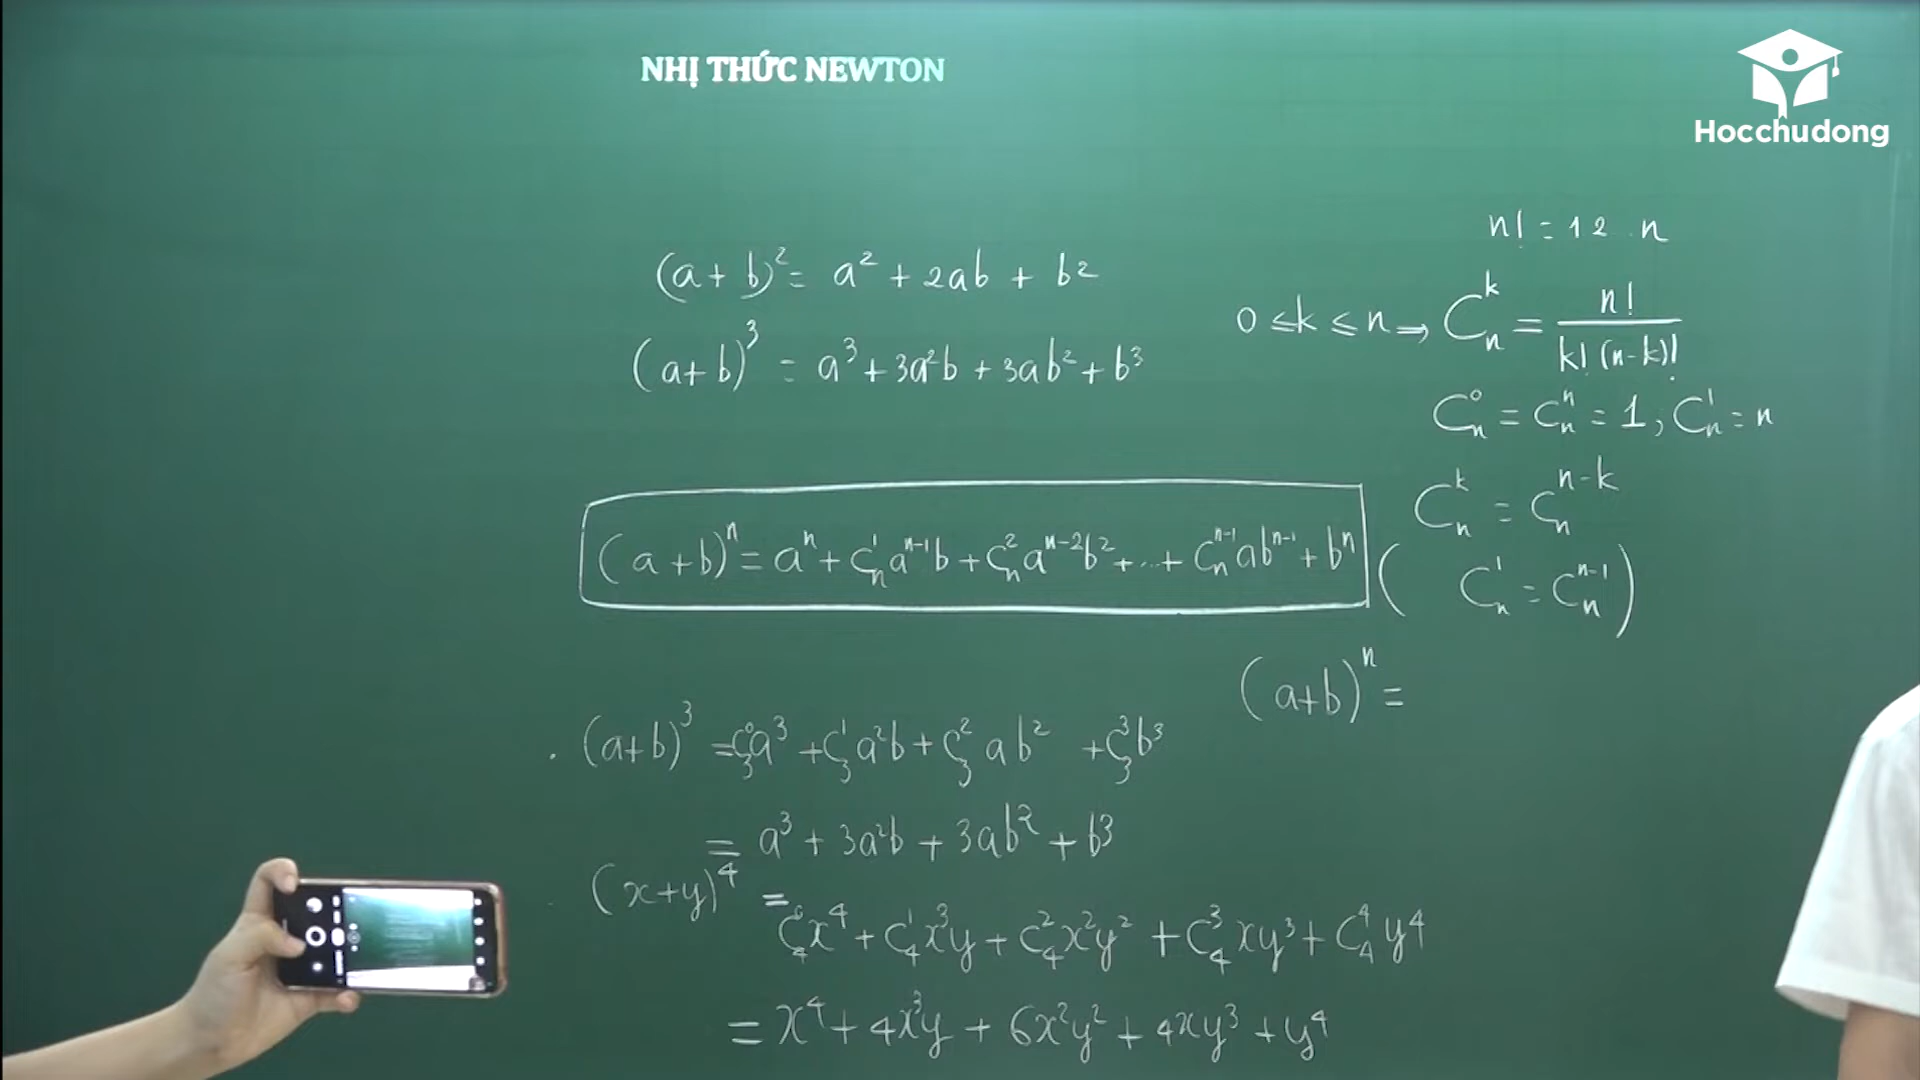 NHỊ THỨC NEWTON
Hocchudong
(a + b)² = a² + 2ab + b²
(a+b)³ = a³ + 3a²b + 3ab² + b³
n! = 1 2 . n
0 ≤ k ≤ n ⇒ Cₙᵏ = n! / k! (n-k)!
Cₙ⁰ = Cₙⁿ = 1, Cₙ¹ = n
Cₙᵏ = Cₙⁿ⁻ᵏ
(a+b)ⁿ = aⁿ + Cₙ¹aⁿ⁻¹b + Cₙ²aⁿ⁻²b² + ... + Cₙⁿ⁻¹abⁿ⁻¹ + bⁿ
( Cₙ¹ = Cₙⁿ⁻¹ )
(a+b)ⁿ =
. (a+b)³ = C₃⁰a³ + C₃¹a²b + C₃²ab² + C₃³b³
= a³ + 3a²b + 3ab² + b³
(x+y)⁴ =
C₄⁰x⁴ + C₄¹x³y + C₄²x²y² + C₄³xy³ + C₄⁴y⁴
= x⁴ + 4x³y + 6x²y² + 4xy³ + y⁴